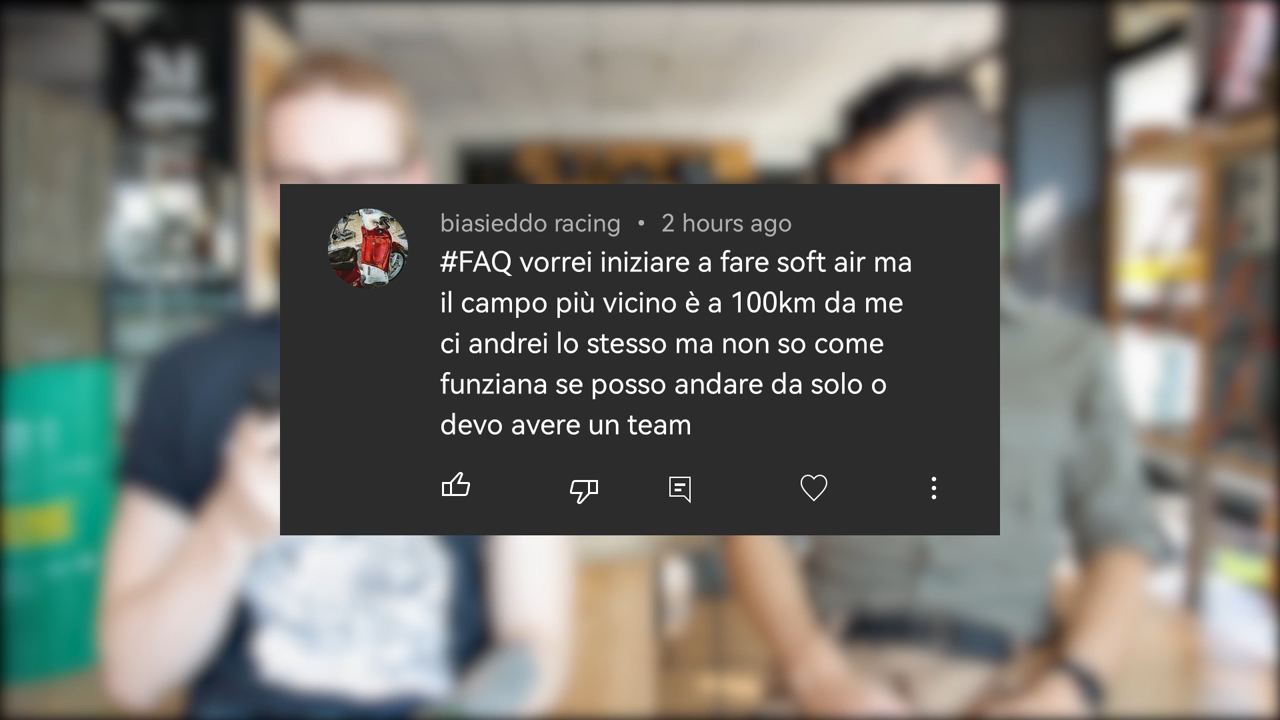 biasieddo racing • 2 hours ago
#FAQ vorrei iniziare a fare soft air ma
il campo più vicino è a 100km da me
ci andrei lo stesso ma non so come
funziana se posso andare da solo o
devo avere un team